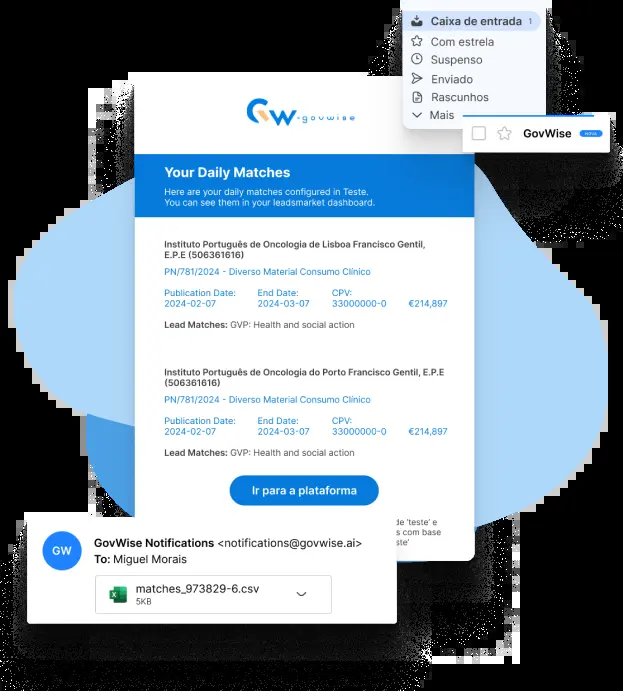 Caixa de entrada 1
Com estrela
Suspenso
Enviado
Rascunhos
Mais
GovWise
GW-govwise
Your Daily Matches
Here are your daily matches configured in Teste.
You can see them in your leadsmarket dashboard.
Instituto Português de Oncologia de Lisboa Francisco Gentil,
E.P.E (506361616)
PN/781/2024 - Diverso Material Consumo Clínico
Publication Date: End Date: CPV:
2024-02-07 2024-03-07 33000000-0 €214,897
Lead Matches: GVP: Health and social action
Instituto Português de Oncologia do Porto Francisco Gentil, E.P.E
(506361616)
PN/781/2024 - Diverso Material Consumo Clínico
Publication Date: End Date: CPV:
2024-02-07 2024-03-07 33000000-0 €214,897
Lead Matches: GVP: Health and social action
Ir para a plataforma
de 'teste' e
s com base
ste'
GW
GovWise Notifications <notifications@govwise.ai>
To: Miguel Morais
matches_973829-6.csv
5KB